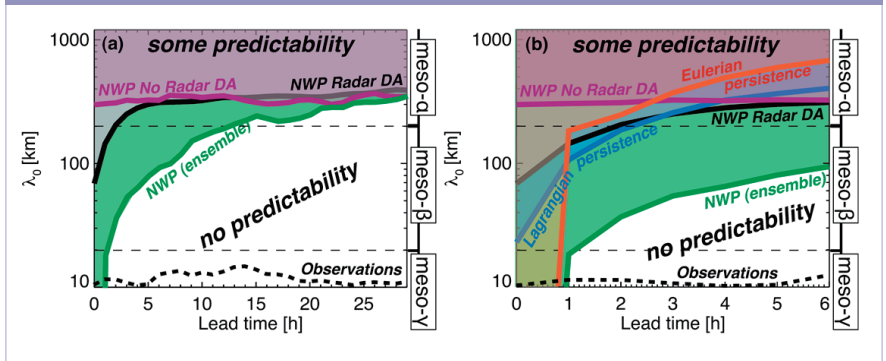 (a) some predictability
NWP No Radar DA
NWP Radar DA
NWP (ensemble)
no predictability
Observations
1000
100
10
λ₀ [km]
0 5 10 15 20 25
Lead time [h]
meso-α
meso-β
meso-γ
(b) some predictability
Eulerian
persistence
NWP No Radar DA
NWP Radar DA
Lagrangian persistence
NWP (ensemble)
no predictability
Observations
1000
100
10
λ₀ [km]
0 1 2 3 4 5 6
Lead time [h]
meso-α
meso-β
meso-γ